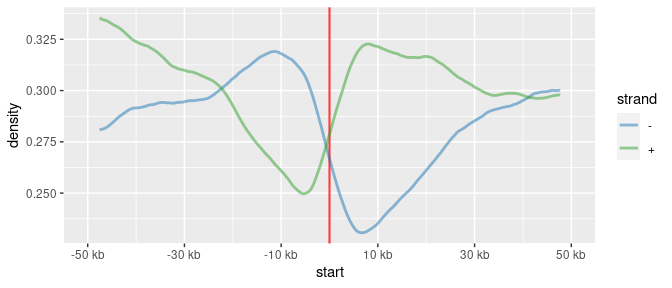 0.325
0.300
0.275
0.250
density
-50 kb
-30 kb
-10 kb
10 kb
30 kb
50 kb
start
strand
-
+